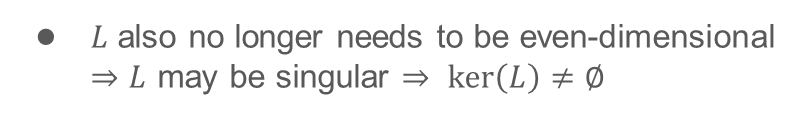 ● L also no longer needs to be even-dimensional
⇒ L may be singular ⇒ ker(L) ≠ ∅